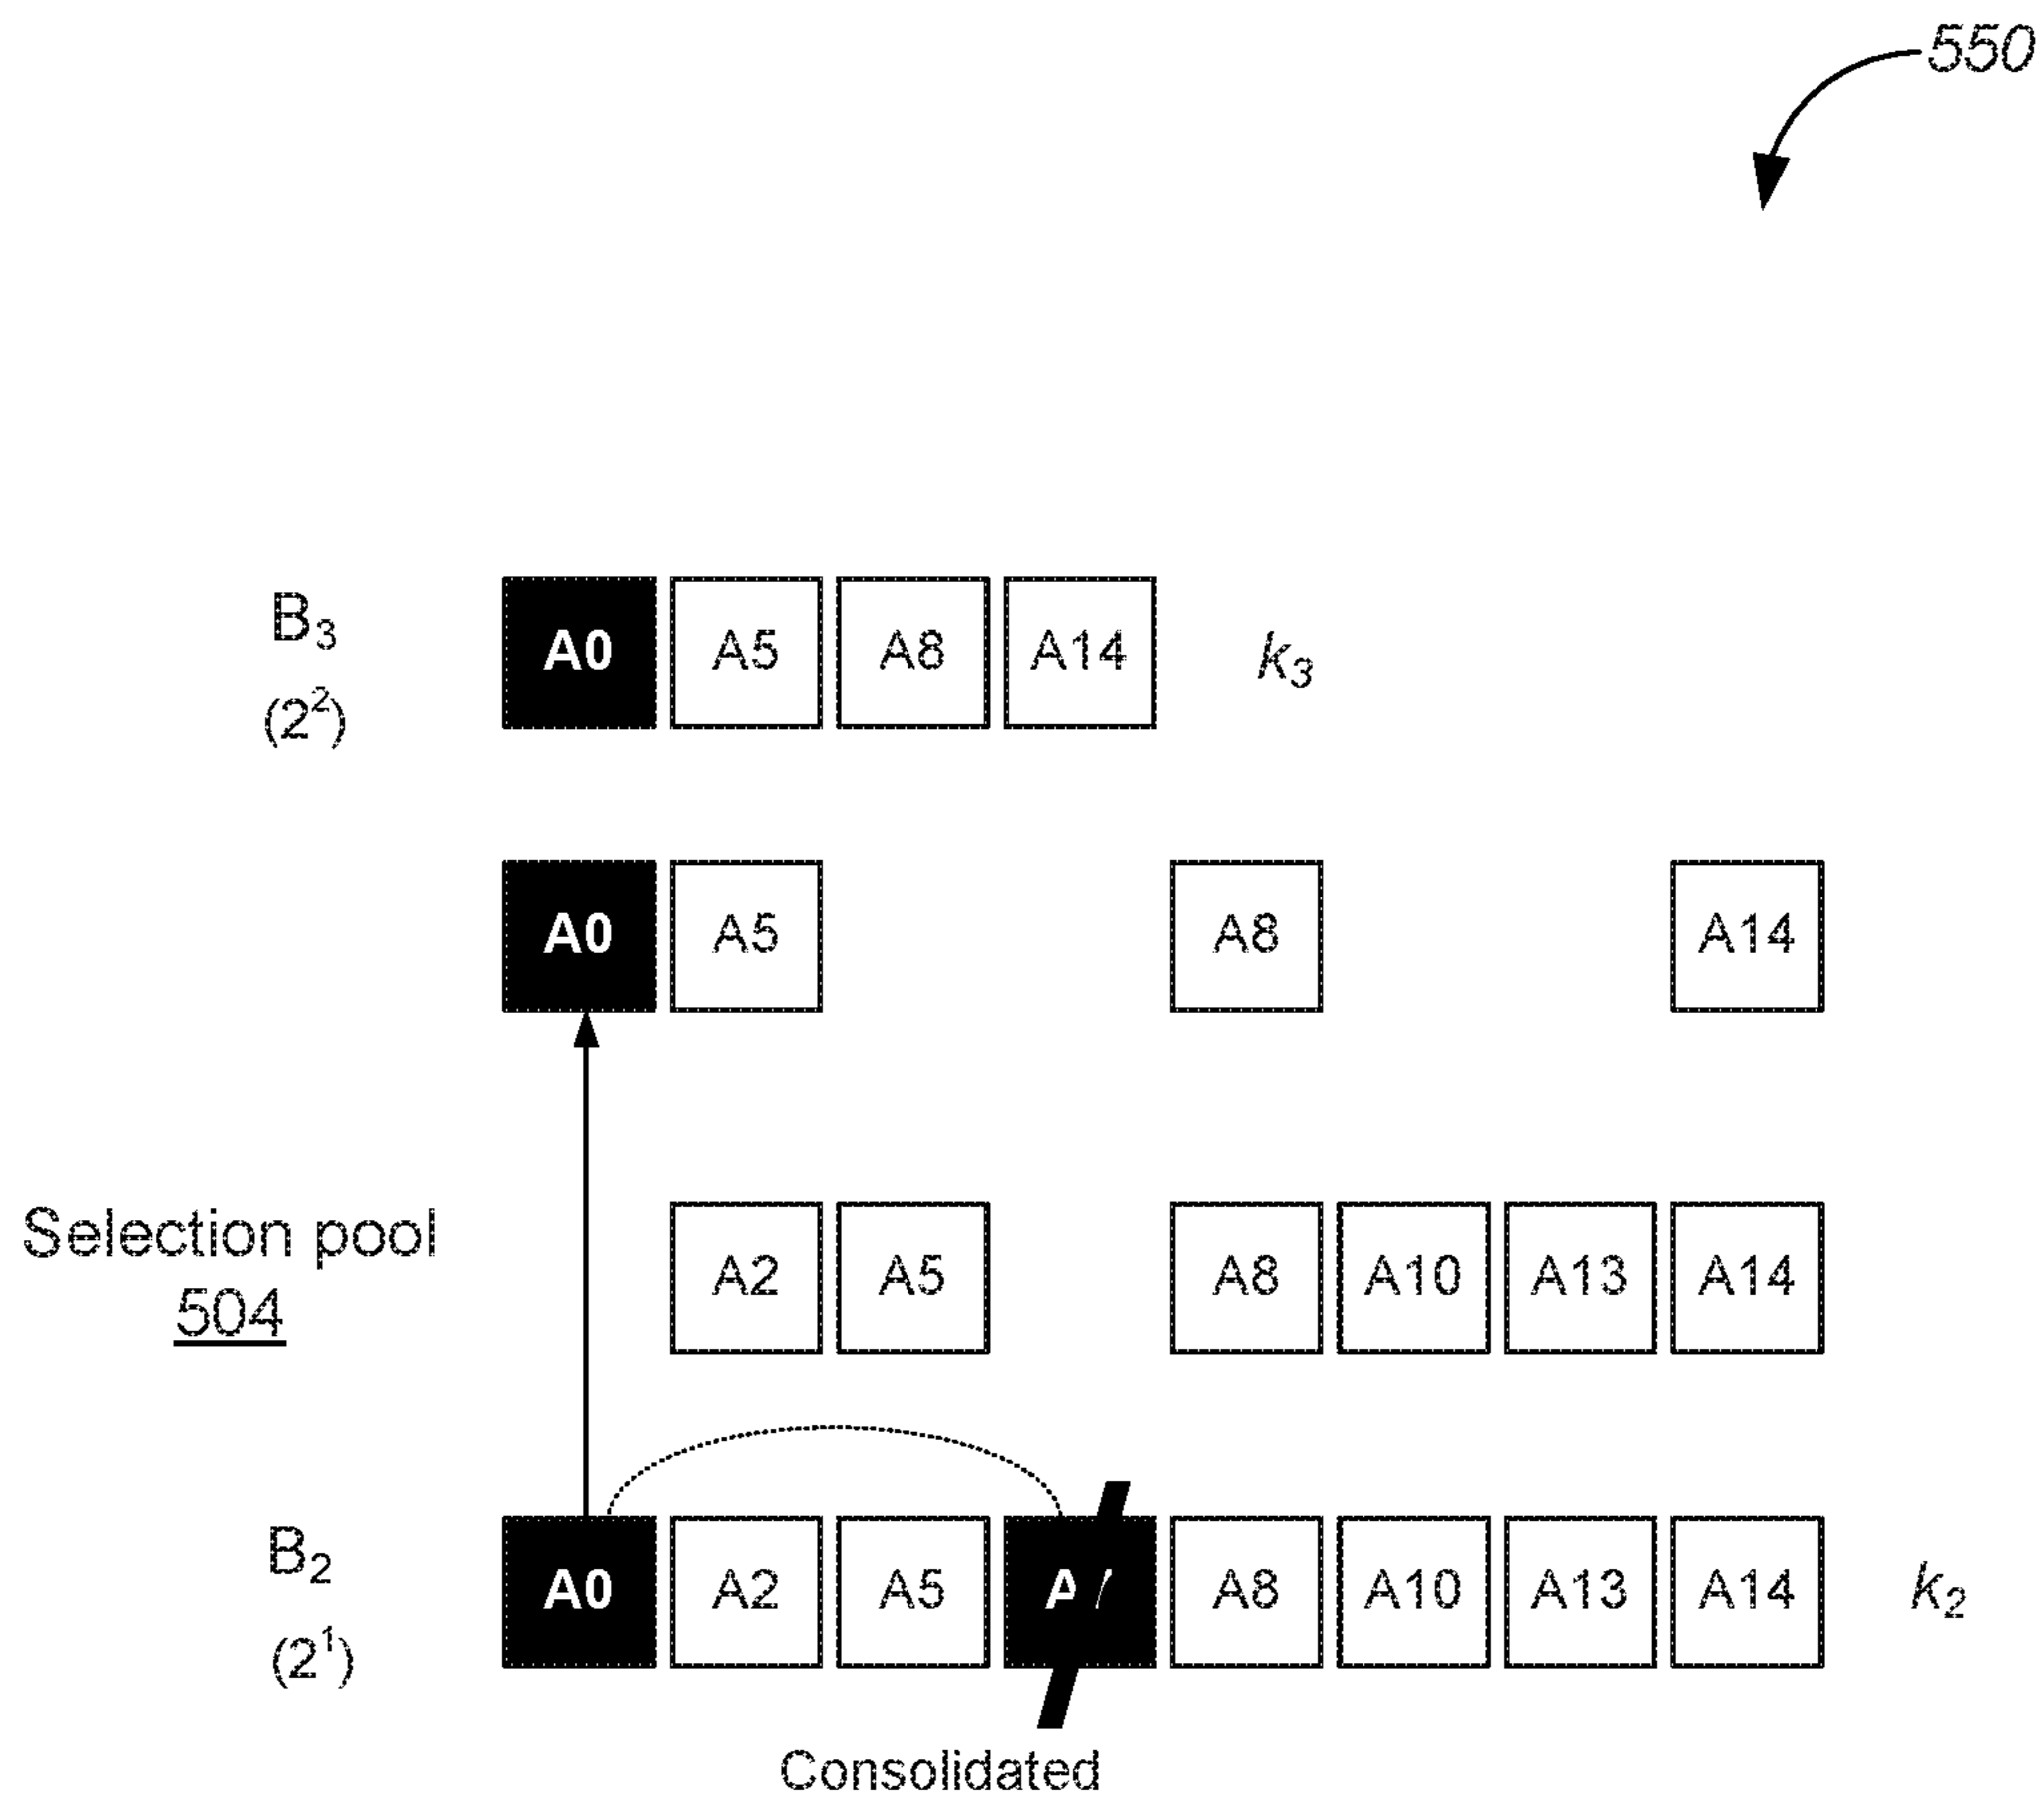 550
B₃ A0 A5 A8 A14 k₃
(2²)
A0 A5 A8 A14
Selection pool A2 A5 A8 A10 A13 A14
504
B₂ A0 A2 A5 A8 A10 A13 A14 k₂
(2¹)
Consolidated